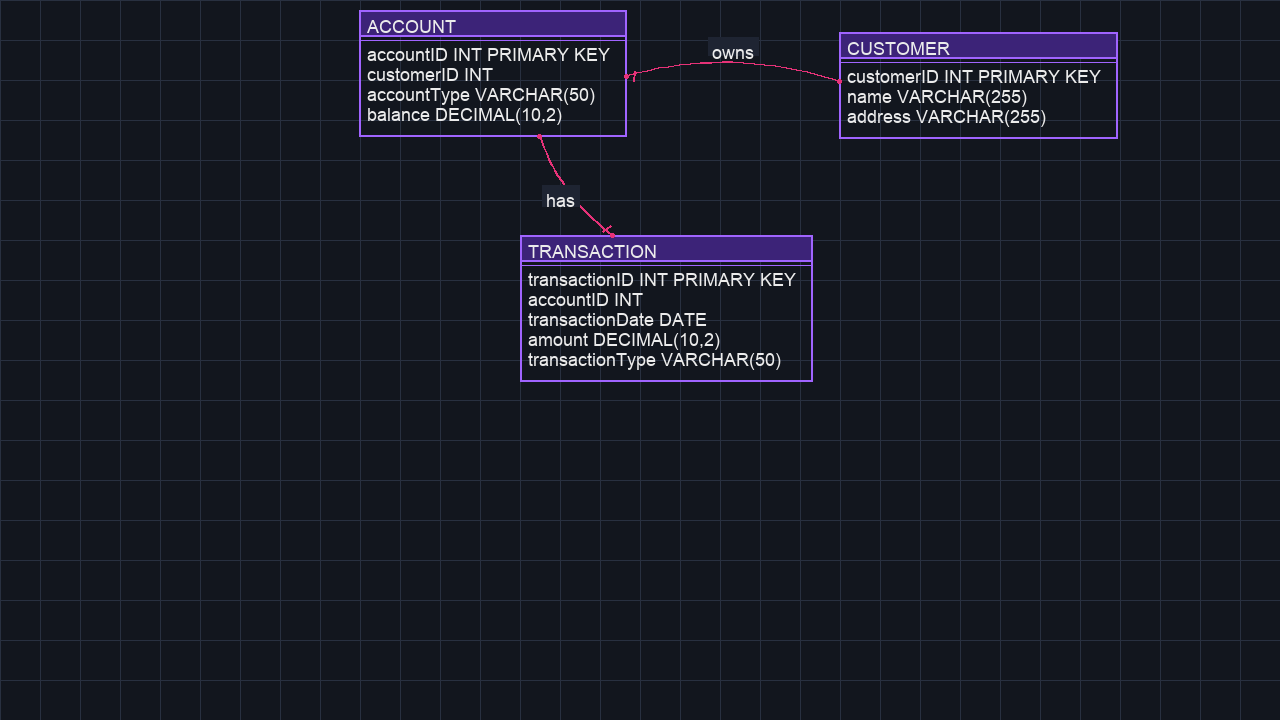 ACCOUNT
accountID INT PRIMARY KEY
customerID INT
accountType VARCHAR(50)
balance DECIMAL(10,2)
owns
CUSTOMER
customerID INT PRIMARY KEY
name VARCHAR(255)
address VARCHAR(255)
has
TRANSACTION
transactionID INT PRIMARY KEY
accountID INT
transactionDate DATE
amount DECIMAL(10,2)
transactionType VARCHAR(50)